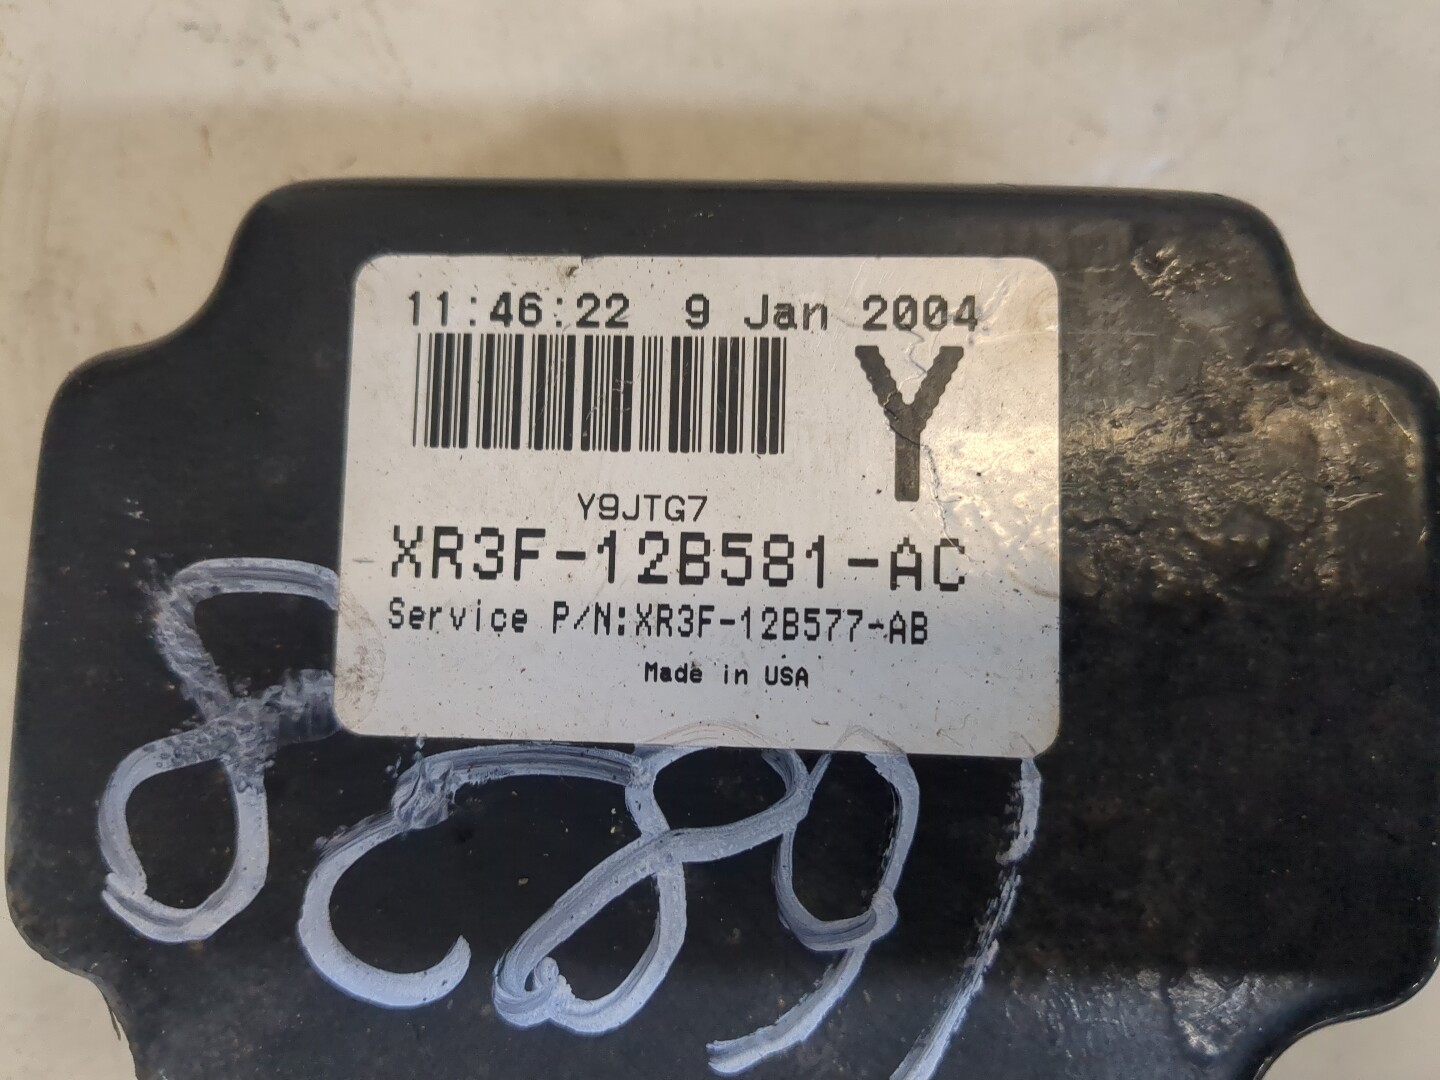 11:46:22 9 Jan 2004
Y
Y9JTG7
XR3F-12B581-AC
Service P/N:XR3F-12B577-AB
Made in USA